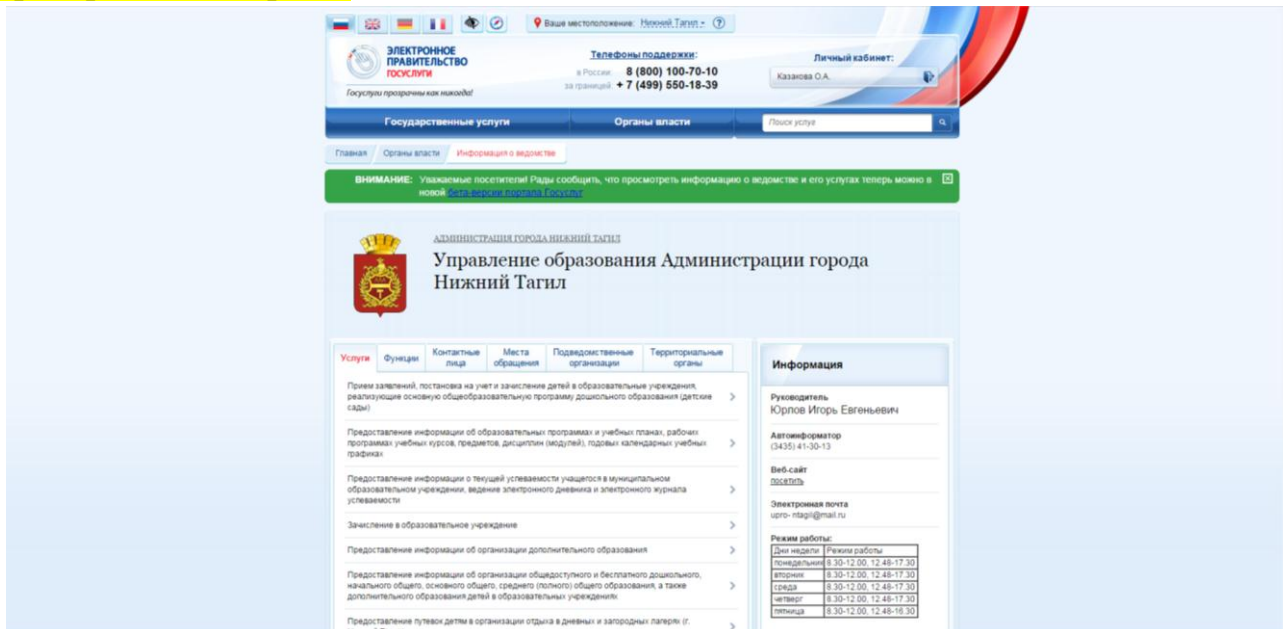 Ваше местоположение: Нижний Тагил
ЭЛЕКТРОННОЕ
ПРАВИТЕЛЬСТВО
ГОСУСЛУГИ
Госуслуги прозрачны как никогда!
Телефоны поддержки:
в России: 8 (800) 100-70-10
за границей: + 7 (499) 550-18-39
Личный кабинет:
Казакова О.А.
Государственные услуги
Органы власти
Поиск услуг
Главная
Органы власти
Информация о ведомстве
ВНИМАНИЕ: Уважаемые посетители! Рады сообщить, что просмотреть информацию о ведомстве и его услугах теперь можно в
новой бета-версии портала Госуслуг
АДМИНИСТРАЦИЯ ГОРОДА НИЖНИЙ ТАГИЛ
Управление образования Администрации города
Нижний Тагил
Услуги
Функции
Контактные
лица
Места
обращения
Подведомственные
организации
Территориальные
органы
Прием заявлений, постановка на учет и зачисление детей в образовательные учреждения,
реализующие основную общеобразовательную программу дошкольного образования (детские
сады)
Предоставление информации об образовательных программах и учебных планах, рабочих
программах учебных курсов, предметов, дисциплин (модулей), годовых календарных учебных
графиках
Предоставление информации о текущей успеваемости учащегося в муниципальном
образовательном учреждении, ведение электронного дневника и электронного журнала
успеваемости
Зачисление в образовательное учреждение
Предоставление информации об организации дополнительного образования
Предоставление информации об организации общедоступного и бесплатного дошкольного,
начального общего, основного общего, среднего (полного) общего образования, а также
дополнительного образования детей в образовательных учреждениях
Предоставление путевок детям в организации отдыха в дневных и загородных лагерях (г.
Информация
Руководитель
Юрлов Игорь Евгеньевич
Автоинформатор
(3435) 41-30-13
Веб-сайт
посетить
Электронная почта
upro- ntagil@mail.ru
Режим работы:
Дни недели Режим работы
понедельник 8.30-12.00, 12.48-17.30
вторник 8.30-12.00, 12.48-17.30
среда 8.30-12.00, 12.48-17.30
четверг 8.30-12.00, 12.48-17.30
пятница 8.30-12.00, 12.48-16.30